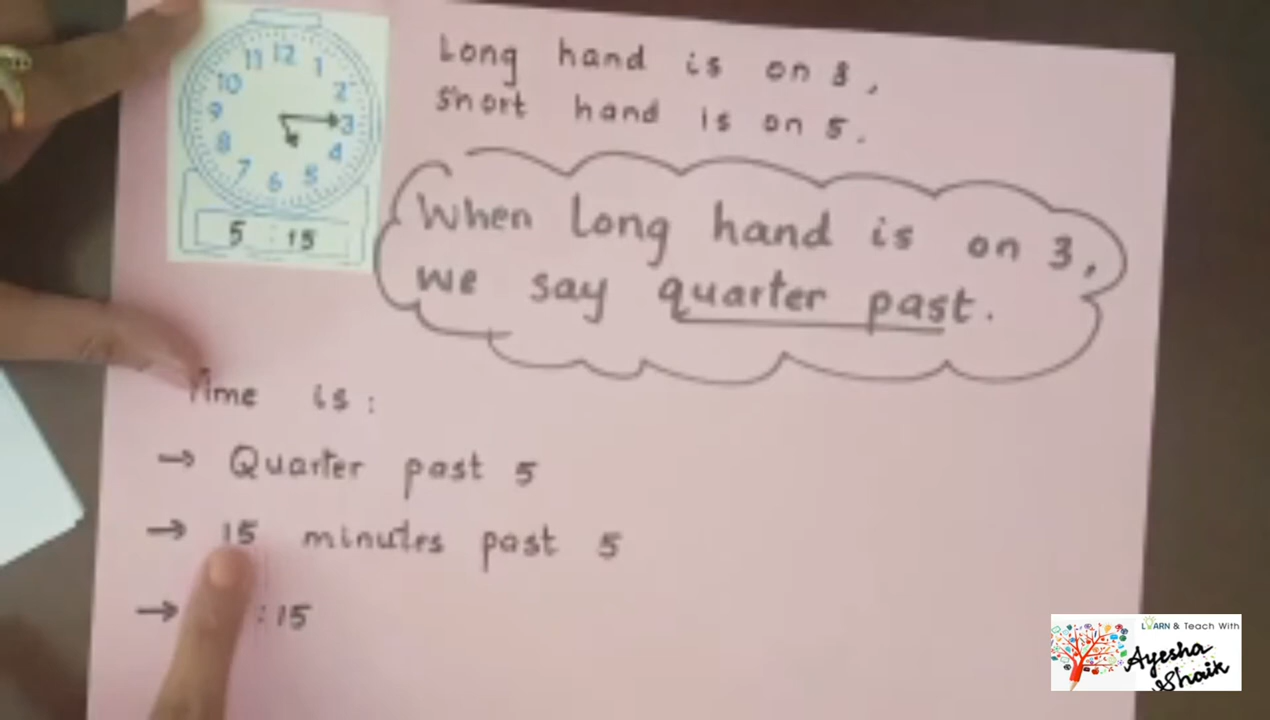 11 12 1
10 2
9 3
8 4
7 6 5
5 : 15
Long hand is on 3,
Short hand is on 5.
When Long hand is on 3,
we say quarter past.
Time is:
→ Quarter past 5
→ 15 minutes past 5
→ :15
LEARN & Teach With
Ayesha
Shaik